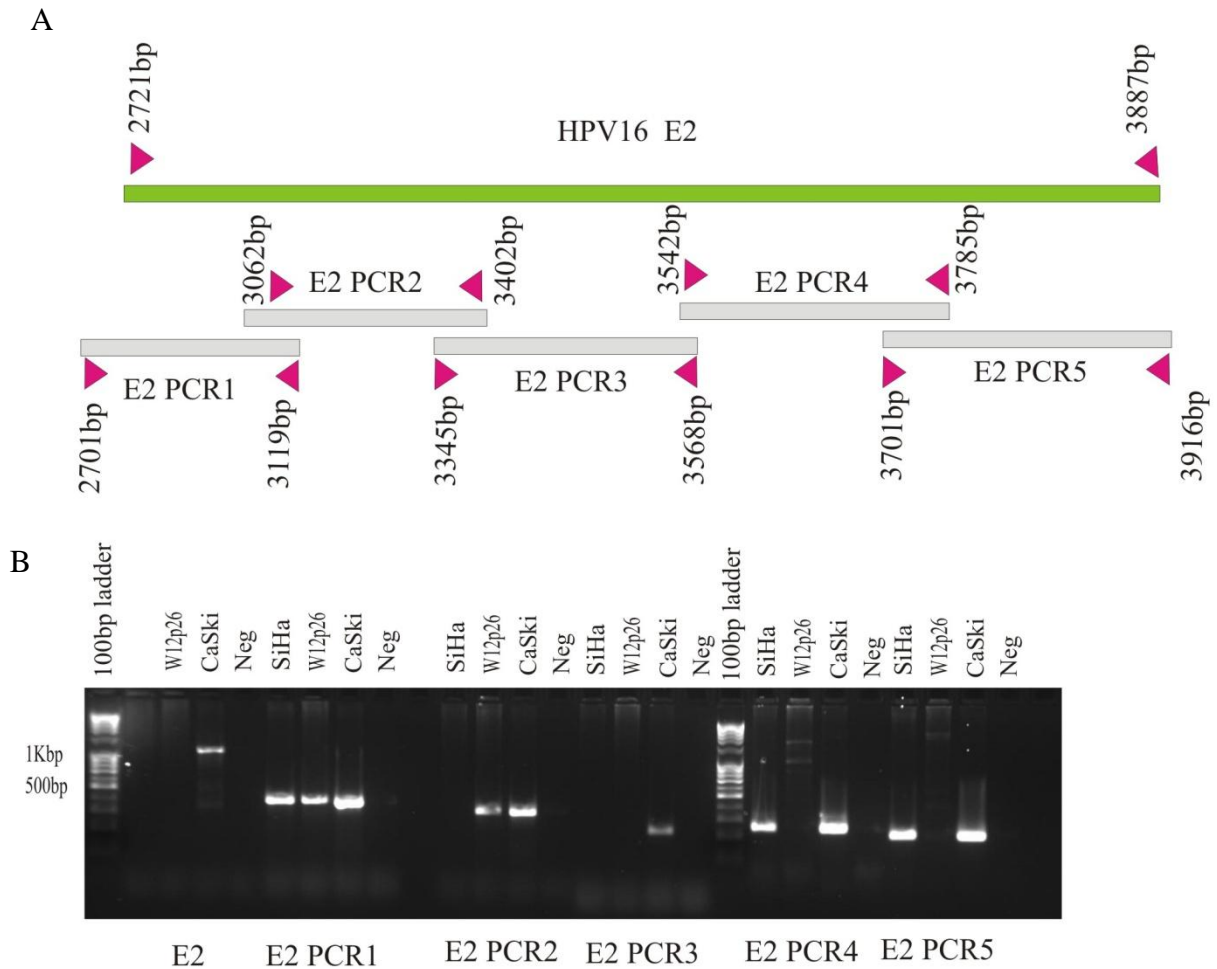 A
2721bp
HPV16 E2
3887bp
3062bp
E2 PCR2
3402bp
3542bp
E2 PCR4
3785bp
E2 PCR1
E2 PCR3
E2 PCR5
2701bp
3119bp
3345bp
3568bp
3701bp
3916bp
B
100bp ladder
W12p26
CaSki
Neg
SiHa
W12p26
CaSki
Neg
SiHa
W12p26
CaSki
Neg
SiHa
W12p26
CaSki
Neg
100bp ladder
SiHa
W12p26
CaSki
Neg
SiHa
W12p26
CaSki
Neg
1Kbp
500bp
E2
E2 PCR1
E2 PCR2
E2 PCR3
E2 PCR4
E2 PCR5